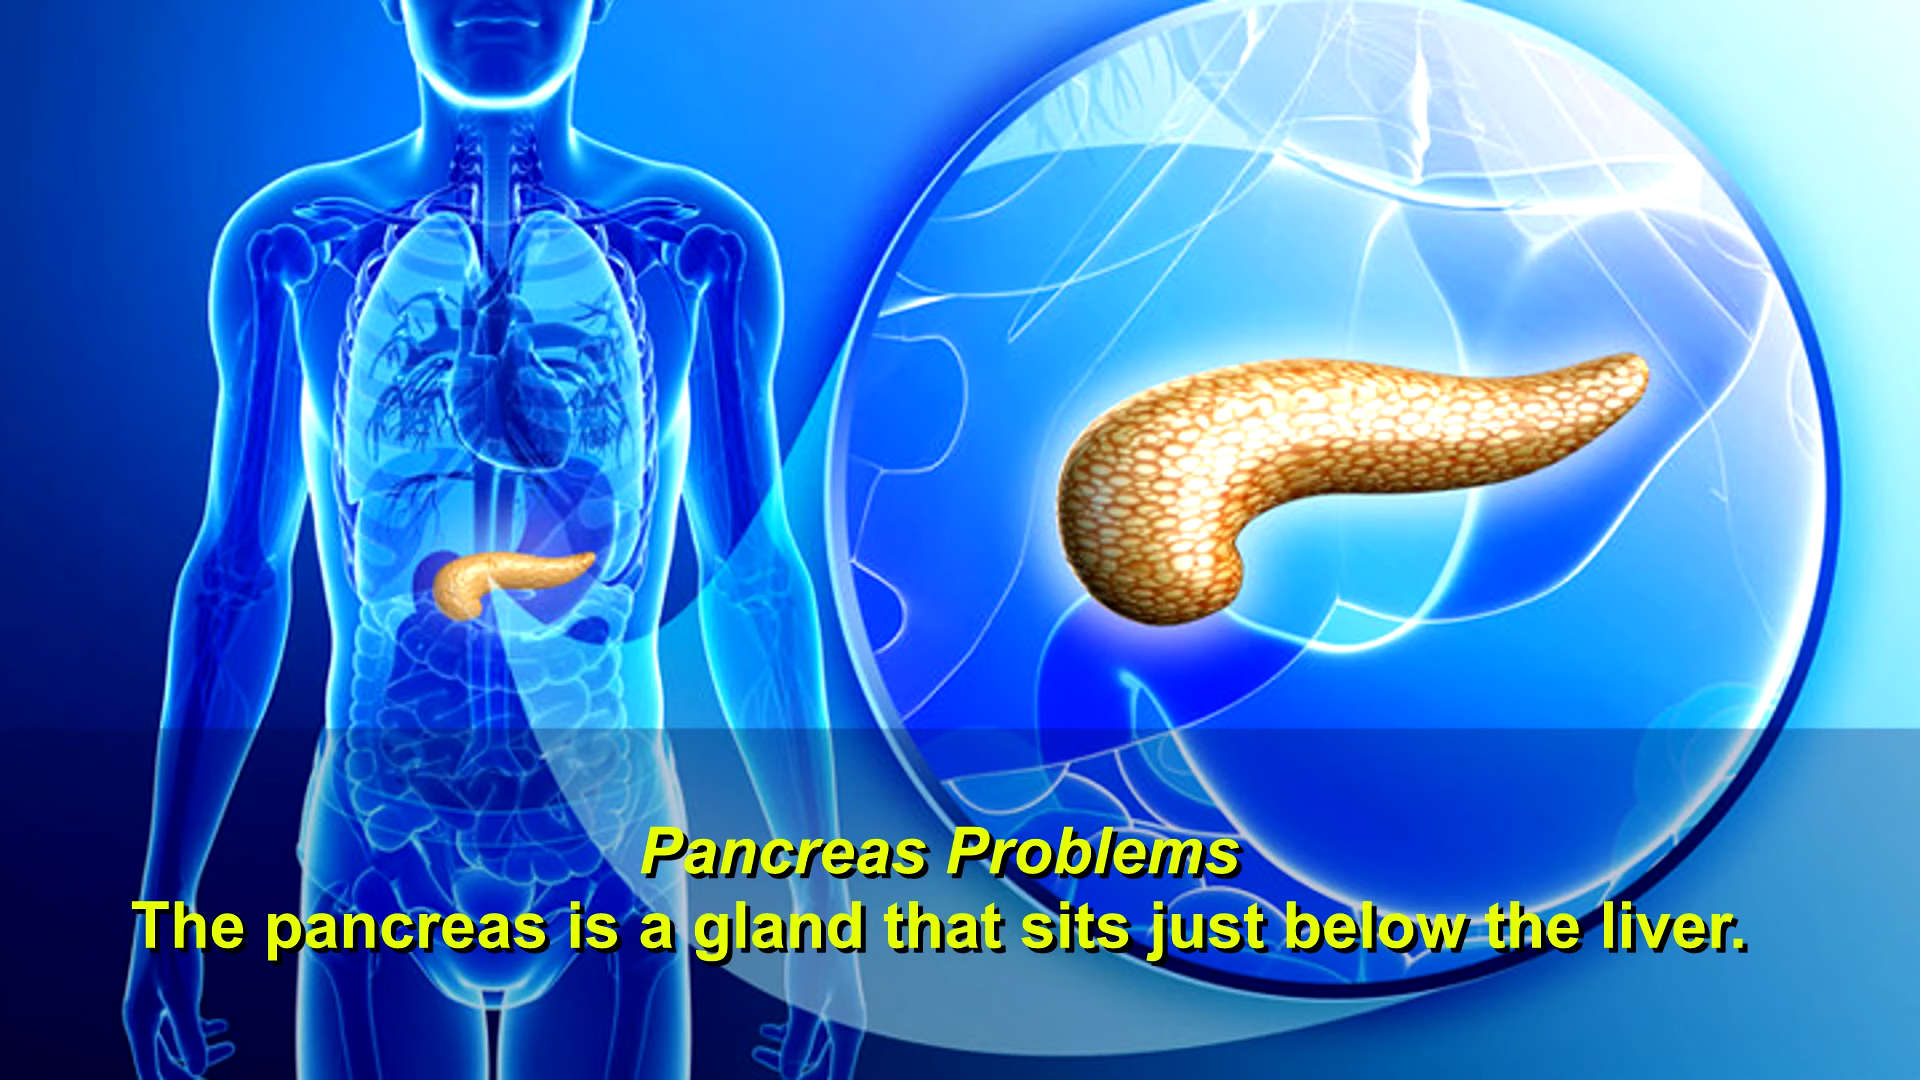 Pancreas Problems
The pancreas is a gland that sits just below the liver.